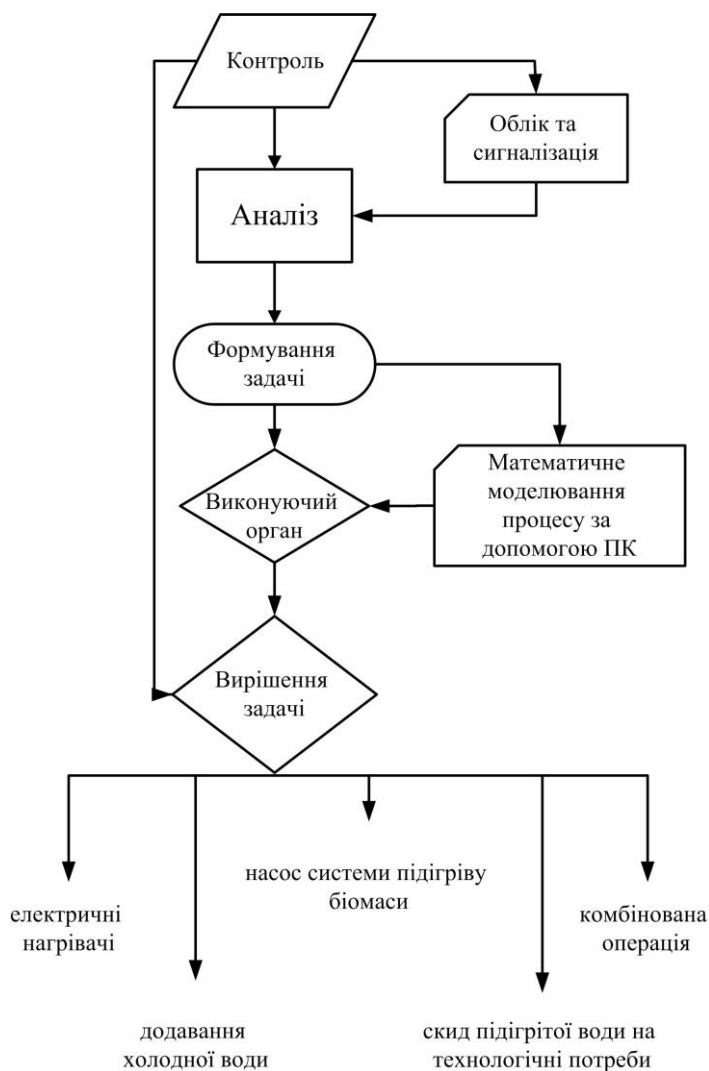 Контроль
Облік та
сигналізація
Аналіз
Формування
задачі
Математичне
моделювання
процесу за
допомогою ПК
Виконуючий
орган
Вирішення
задачі
насос системи підігріву
біомаси
електричні
нагрівачі
комбінована
операція
додавання
холодної води
скид підігрітої води на
технологічні потреби